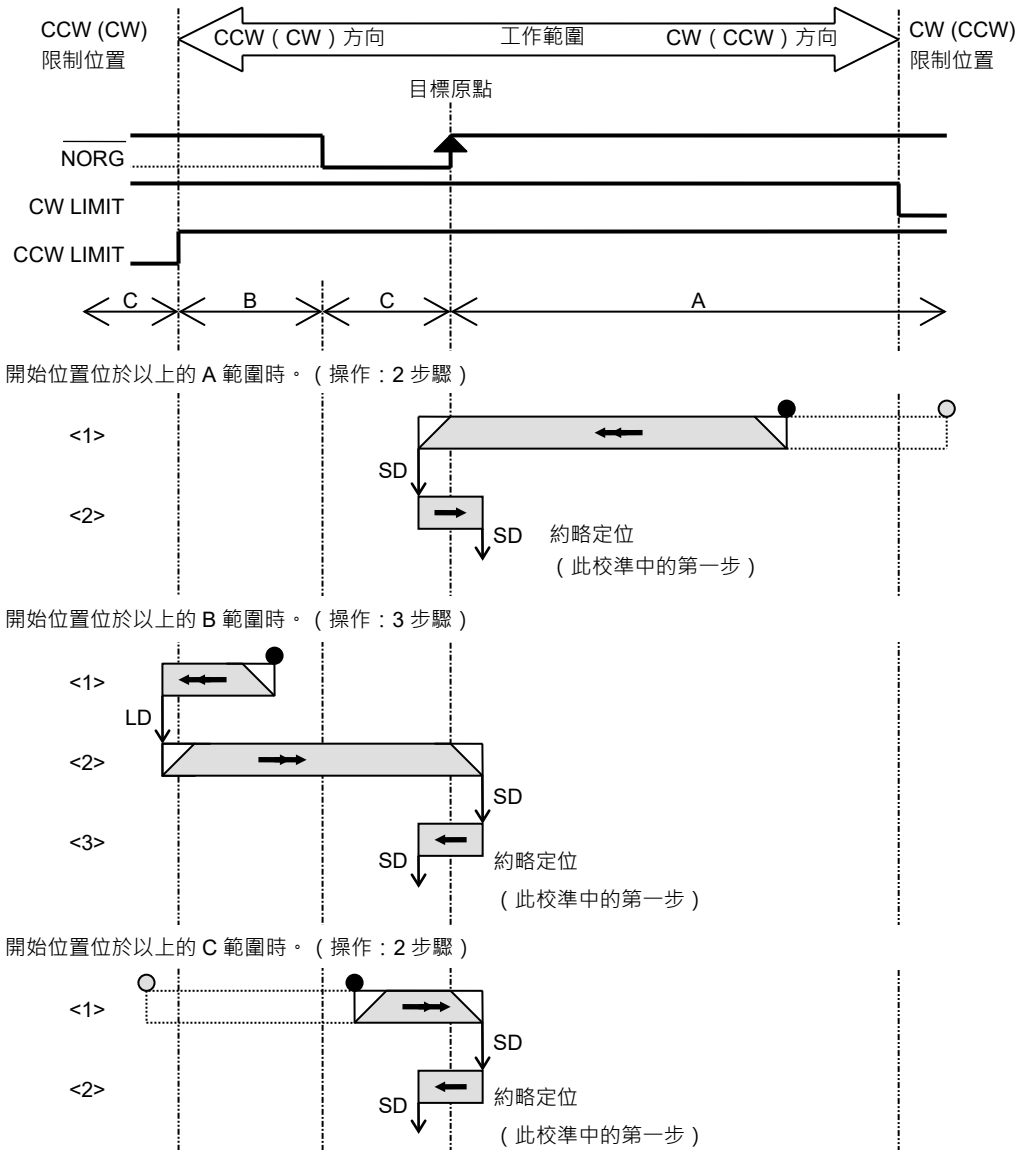 CCW (CW)
限制位置
CCW（CW）方向
工作範圍
CW（CCW）方向
CW (CCW)
限制位置
目標原點
NORG
CW LIMIT
CCW LIMIT
C
B
C
A
開始位置位於以上的 A 範圍時。（操作：2 步驟）
<1>
SD
<2>
SD
約略定位
（此校準中的第一步）
開始位置位於以上的 B 範圍時。（操作：3 步驟）
<1>
LD
<2>
SD
<3>
SD
約略定位
（此校準中的第一步）
開始位置位於以上的 C 範圍時。（操作：2 步驟）
<1>
SD
<2>
SD
約略定位
（此校準中的第一步）